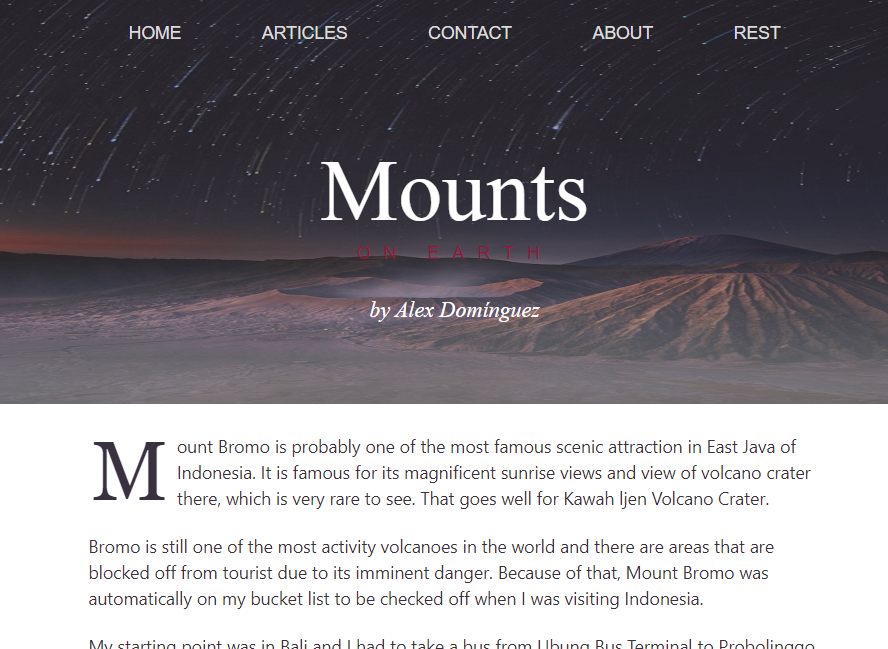 HOME ARTICLES CONTACT ABOUT REST
Mounts
ON EARTH
by Alex Domínguez
Mount Bromo is probably one of the most famous scenic attraction in East Java of
Indonesia. It is famous for its magnificent sunrise views and view of volcano crater
there, which is very rare to see. That goes well for Kawah ljen Volcano Crater.
Bromo is still one of the most activity volcanoes in the world and there are areas that are
blocked off from tourist due to its imminent danger. Because of that, Mount Bromo was
automatically on my bucket list to be checked off when I was visiting Indonesia.
My starting point was in Bali and I had to take a bus from Ubung Bus Terminal to Probolinggo